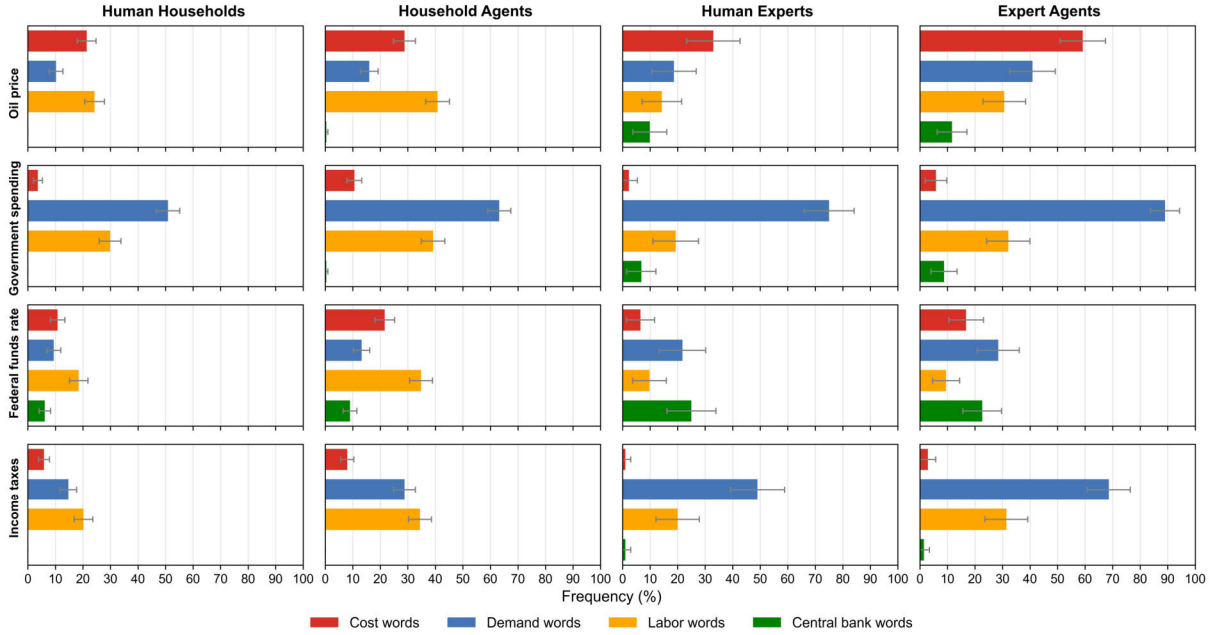 Human Households Household Agents Human Experts Expert Agents
Oil price
Government spending
Federal funds rate
Income taxes
0 10 20 30 40 50 60 70 80 90 100 0 10 20 30 40 50 60 70 80 90 100 0 10 20 30 40 50 60 70 80 90 100 0 10 20 30 40 50 60 70 80 90 100
Frequency (%)
Cost words Demand words Labor words Central bank words